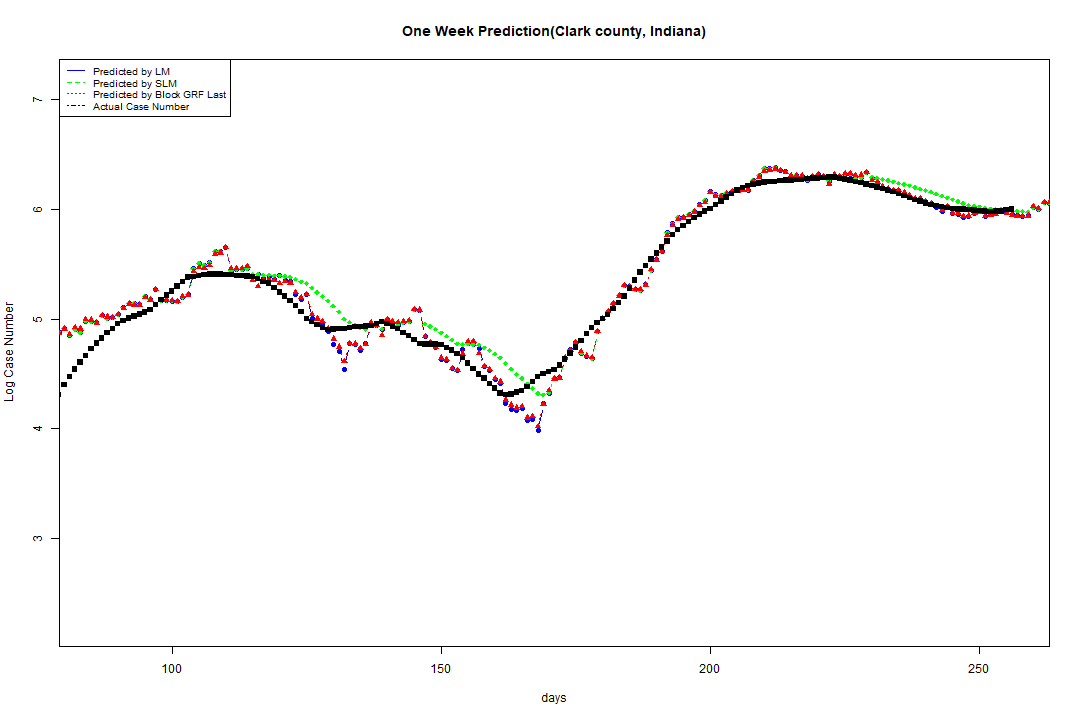 One Week Prediction(Clark county, Indiana)
Predicted by LM
Predicted by SLM
Predicted by Block GRF Last
Actual Case Number
7
6
5
4
3
Log Case Number
100
150
200
250
days